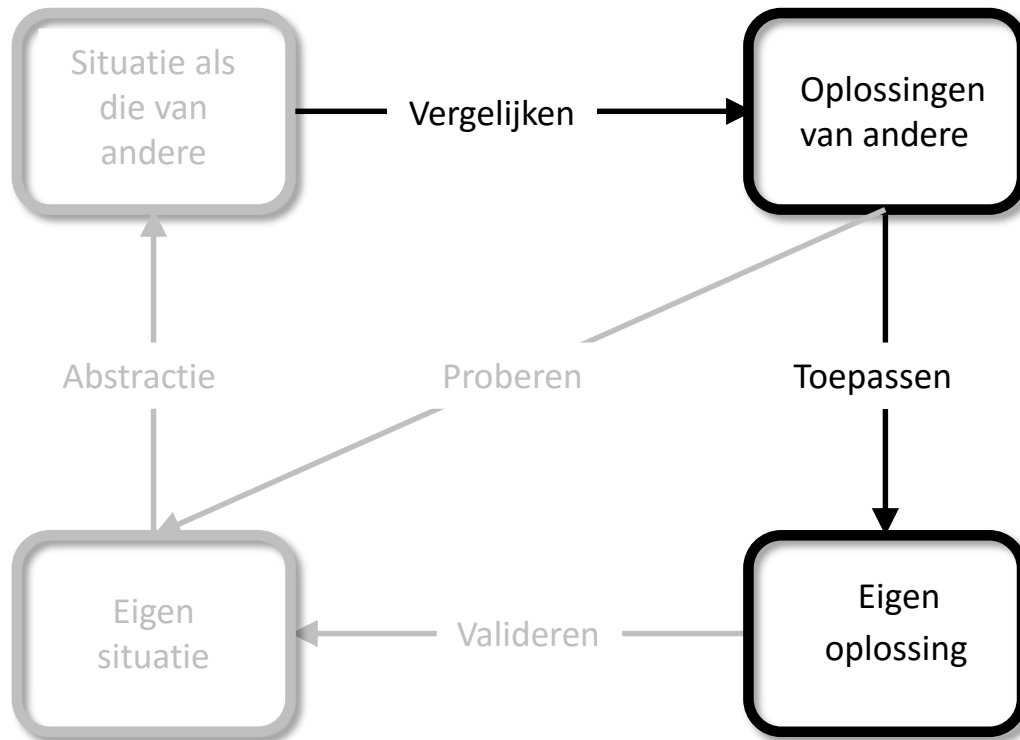 Situatie als
die van
andere
Vergelijken
Oplossingen
van andere
Abstractie
Proberen
Toepassen
Eigen
situatie
Valideren
Eigen
oplossing